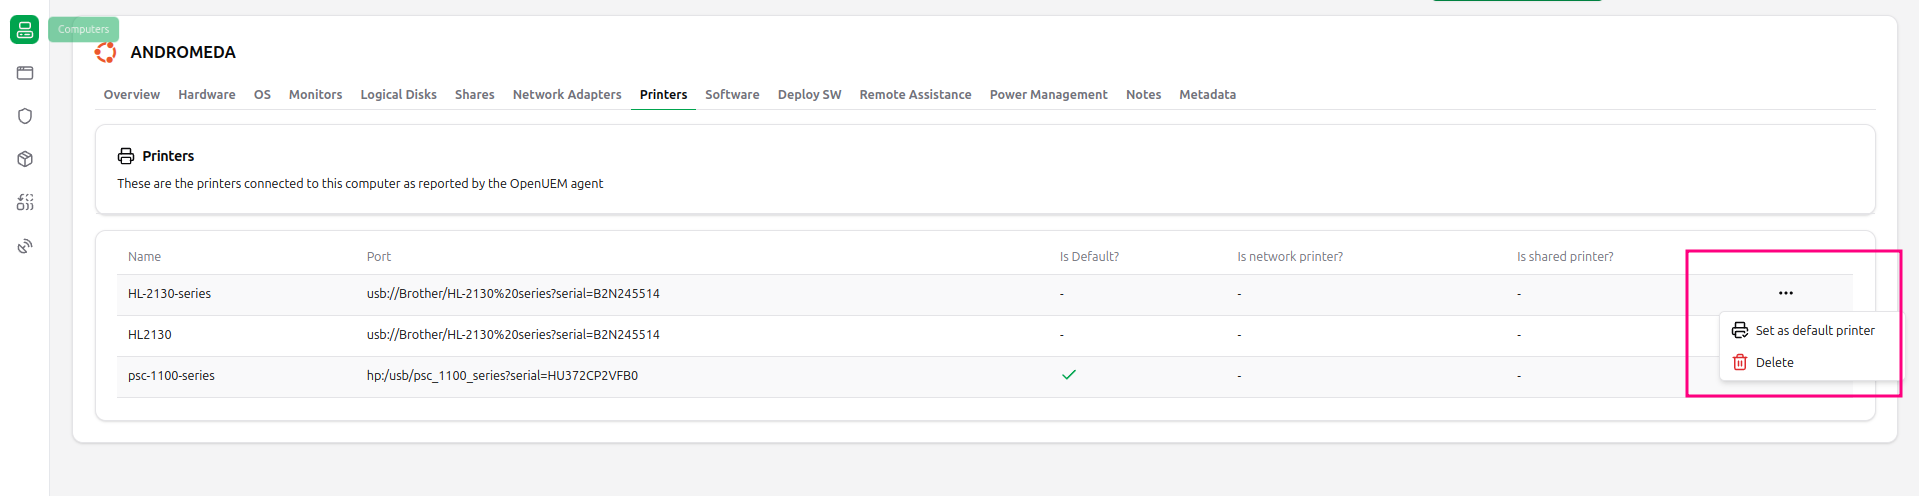 Computers
ANDROMEDA
Overview Hardware OS Monitors Logical Disks Shares Network Adapters Printers Software Deploy SW Remote Assistance Power Management Notes Metadata
Printers
These are the printers connected to this computer as reported by the OpenUEM agent
Name Port Is Default? Is network printer? Is shared printer?
HL-2130-series usb://Brother/HL-2130%20series?serial=B2N245514 - - -
HL2130 usb://Brother/HL-2130%20series?serial=B2N245514 - - -
Set as default printer
Delete
psc-1100-series hp:/usb/psc_1100_series?serial=HU372CP2VFB0 - -